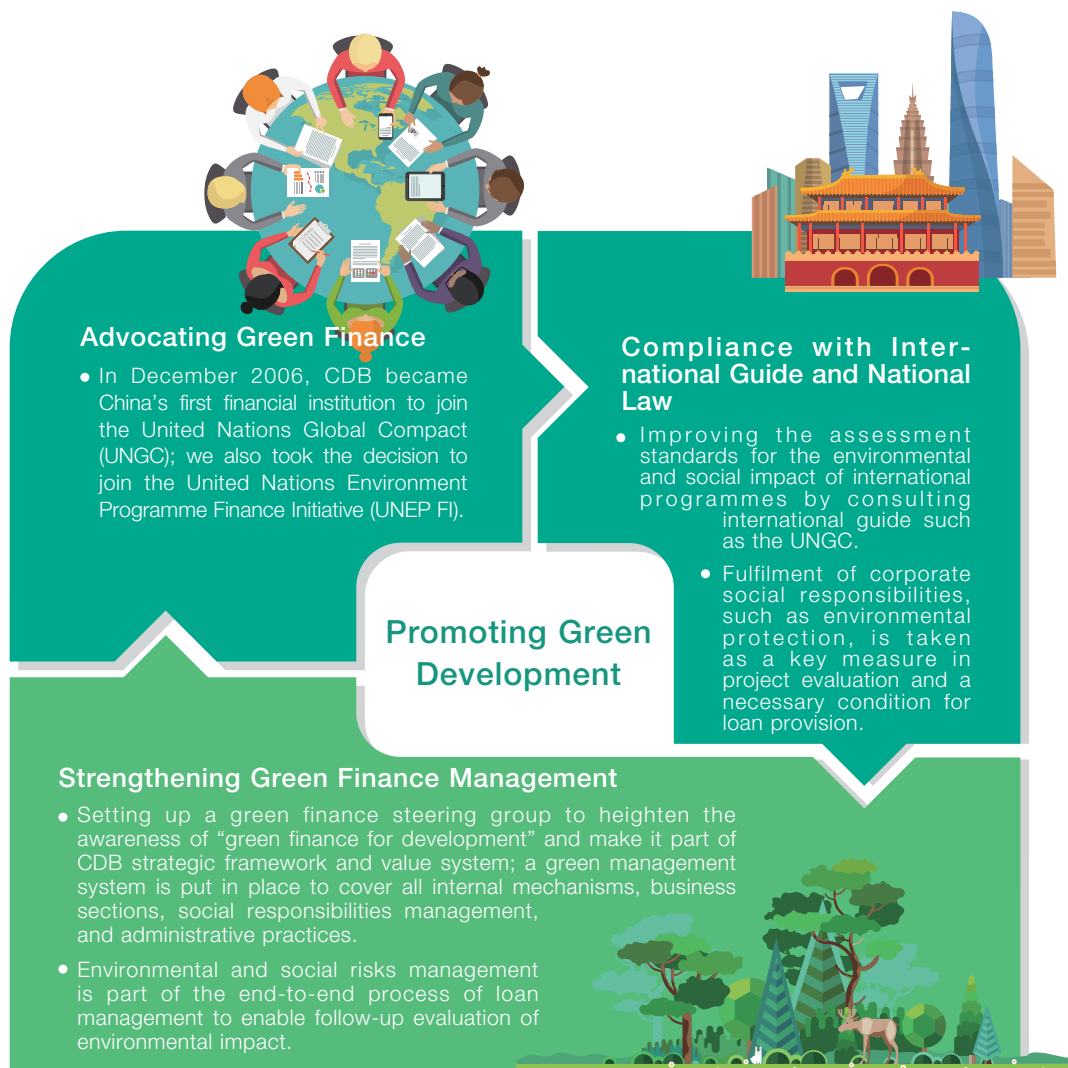 Advocating Green Finance
● In December 2006, CDB became
China's first financial institution to join
the United Nations Global Compact
(UNGC); we also took the decision to
join the United Nations Environment
Programme Finance Initiative (UNEP FI).
Compliance with Inter-
national Guide and National
Law
● Improving the assessment
standards for the environmental
and social impact of international
programmes by consulting
international guide such
as the UNGC.
● Fulfilment of corporate
social responsibilities,
such as environmental
protection, is taken
as a key measure in
project evaluation and a
necessary condition for
loan provision.
Promoting Green
Development
Strengthening Green Finance Management
● Setting up a green finance steering group to heighten the
awareness of “green finance for development” and make it part of
CDB strategic framework and value system; a green management
system is put in place to cover all internal mechanisms, business
sections, social responsibilities management,
and administrative practices.
● Environmental and social risks management
is part of the end-to-end process of loan
management to enable follow-up evaluation of
environmental impact.